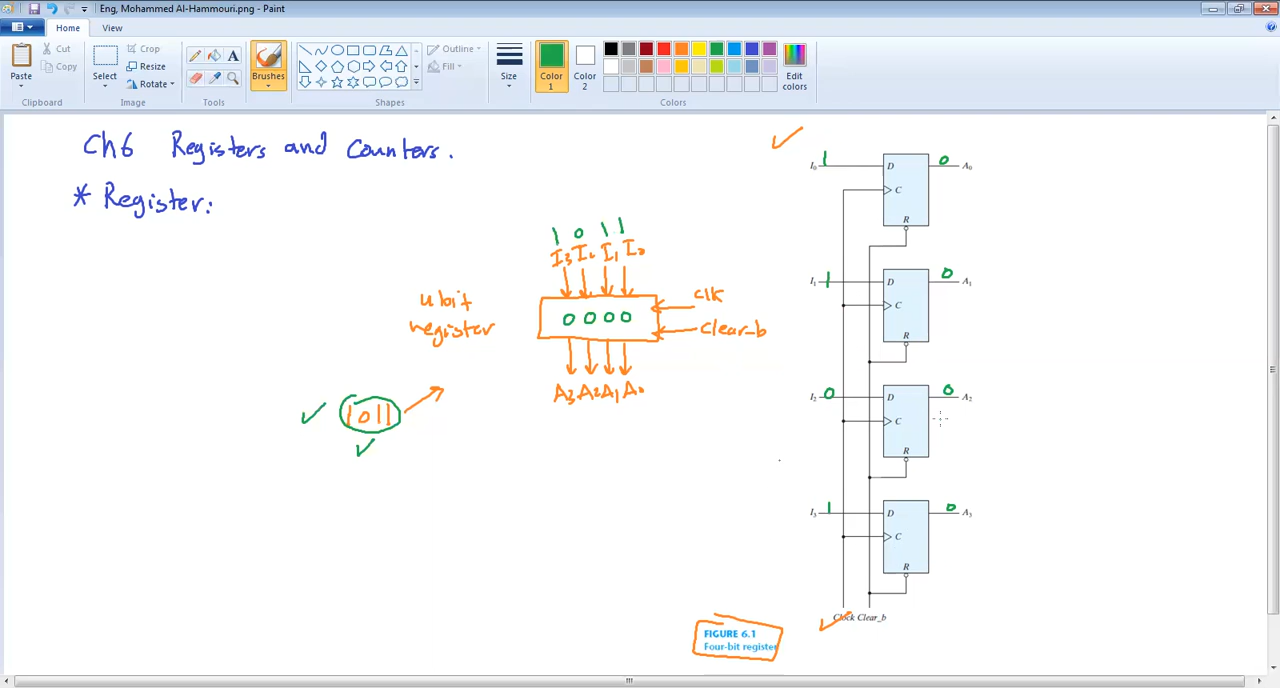 Eng, Mohammed Al-Hammouri.png - Paint
Home View
Paste
Cut
Copy
Clipboard
Select
Crop
Resize
Rotate
Image
A
Tools
Brushes
Outline
Fill
Shapes
Size
Color 1
Color 2
Edit colors
Colors
Ch6 Registers and Counters.
* Register:
1 0 1 1
I3 I2 I1 I0
4 bit
register
0 0 0 0
clk
clear_b
A3 A2 A1 A0
1011
I0 1 D 0 A0
C
R
I1 1 D 0 A1
C
R
I2 0 D 0 A2
C
R
I3 1 D 0 A3
C
R
Clock Clear_b
FIGURE 6.1
Four-bit register